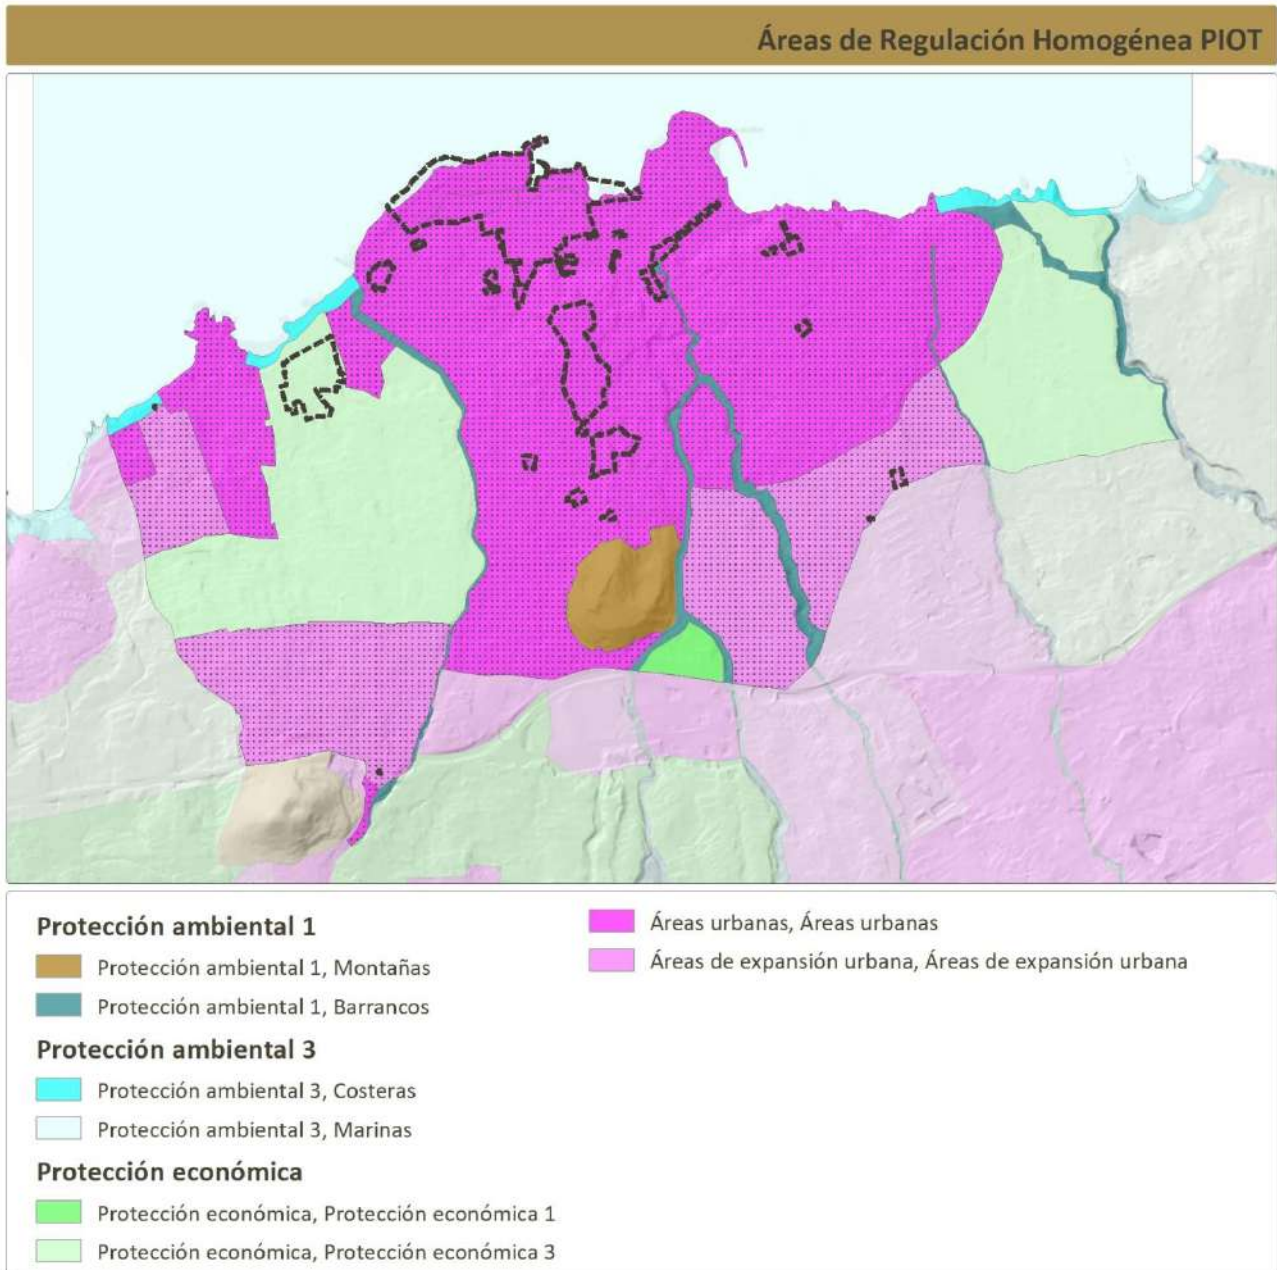 Áreas de Regulación Homogénea PIOT
Protección ambiental 1
Protección ambiental 1, Montañas
Protección ambiental 1, Barrancos
Protección ambiental 3
Protección ambiental 3, Costeras
Protección ambiental 3, Marinas
Protección económica
Protección económica, Protección económica 1
Protección económica, Protección económica 3
Áreas urbanas, Áreas urbanas
Áreas de expansión urbana, Áreas de expansión urbana